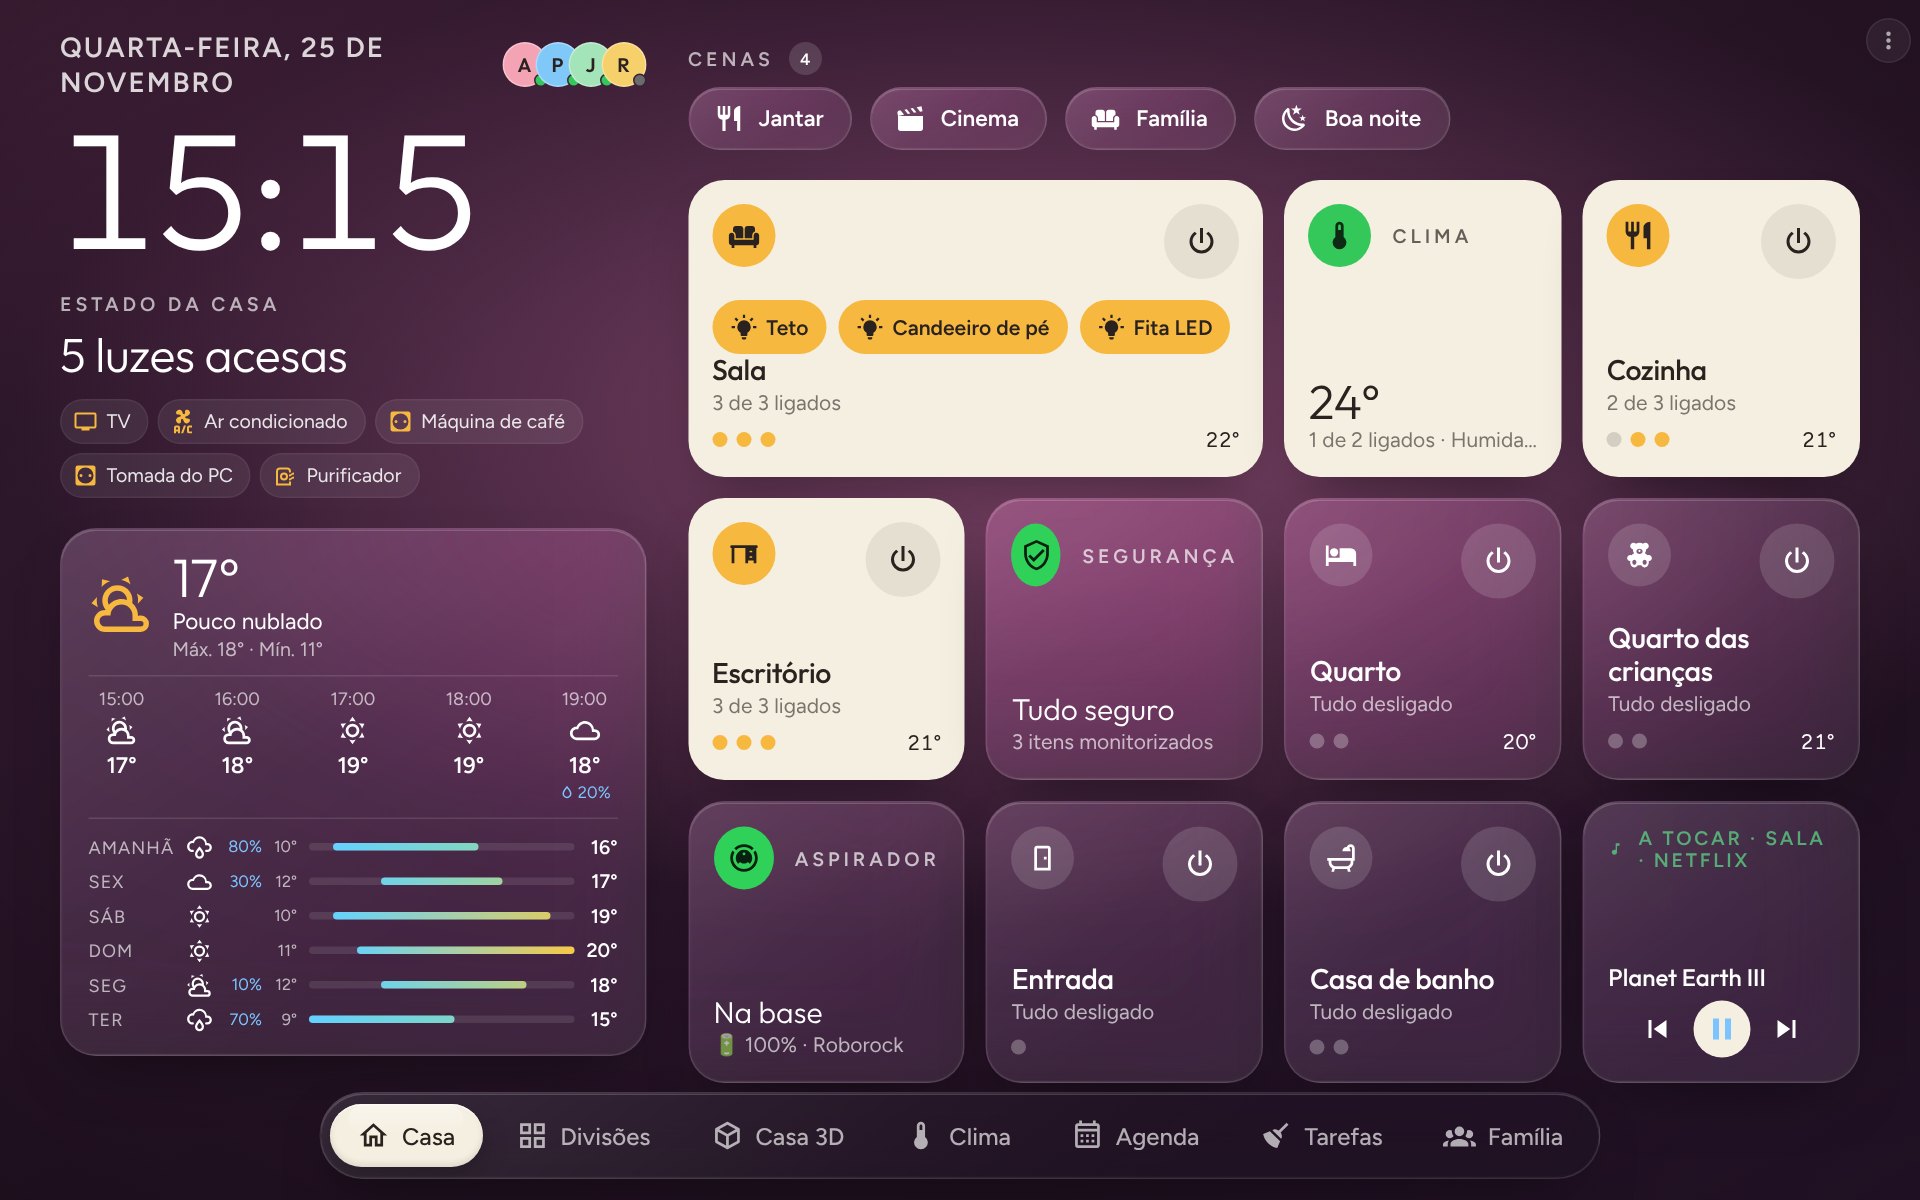 QUARTA-FEIRA, 25 DE
NOVEMBRO
A P J R
15:15
ESTADO DA CASA
5 luzes acesas
TV
Ar condicionado
Máquina de café
Tomada do PC
Purificador
17°
Pouco nublado
Máx. 18° · Mín. 11°
15:00 16:00 17:00 18:00 19:00
17° 18° 19° 19° 18°
20%
AMANHÃ 80% 10° 16°
SEX 30% 12° 17°
SÁB 10° 19°
DOM 11° 20°
SEG 10% 12° 18°
TER 70% 9° 15°
CENAS 4
Jantar
Cinema
Família
Boa noite
Teto
Candeeiro de pé
Fita LED
Sala
3 de 3 ligados
22°
CLIMA
24°
1 de 2 ligados · Humida...
Cozinha
2 de 3 ligados
21°
Escritório
3 de 3 ligados
21°
SEGURANÇA
Tudo seguro
3 itens monitorizados
Quarto
Tudo desligado
20°
Quarto das
crianças
Tudo desligado
21°
ASPIRADOR
Na base
100% · Roborock
Entrada
Tudo desligado
Casa de banho
Tudo desligado
A TOCAR · SALA
· NETFLIX
Planet Earth III
Casa
Divisões
Casa 3D
Clima
Agenda
Tarefas
Família